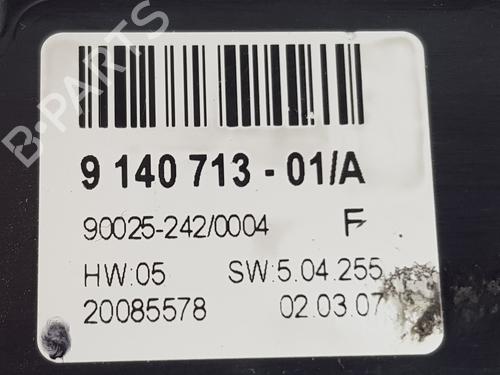 B-PARTS
9 140 713 - 01/A
90025-242/0004 F
HW:05 SW:5.04.255
20085578 02.03.07